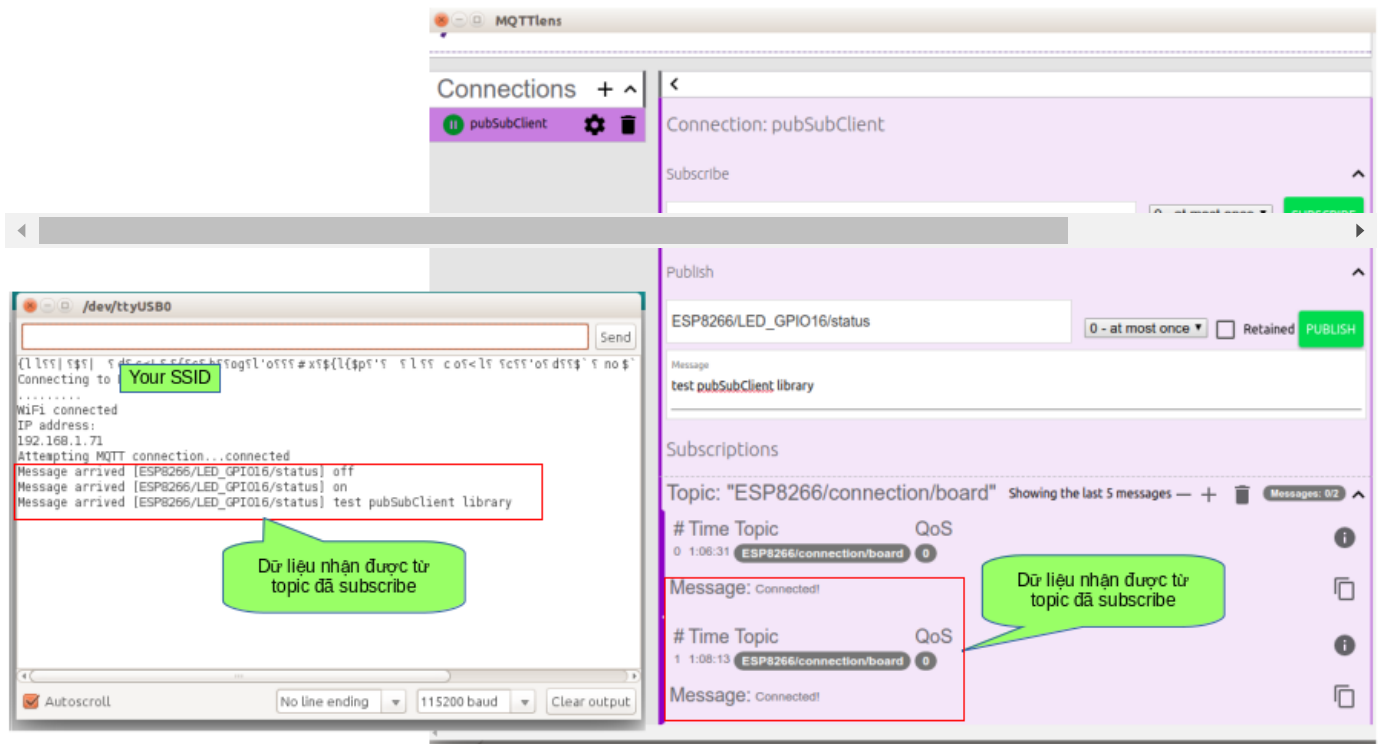 MQTTlens
Connections
pubSubClient
Connection: pubSubClient
Subscribe
0 - at most once
SUBSCRIBE
Publish
ESP8266/LED_GPIO16/status
0 - at most once
Retained
PUBLISH
Message
test pubSubClient library
Subscriptions
Topic: "ESP8266/connection/board"
Showing the last 5 messages
Messages: 0/2
# Time Topic QoS
0 1:06:31 ESP8266/connection/board 0
Message: Connected!
# Time Topic QoS
1 1:08:13 ESP8266/connection/board 0
Message: Connected!
Dữ liệu nhận được từ
topic đã subscribe
/dev/ttyUSB0
Send
Connecting to
Your SSID
.........
WiFi connected
IP address:
192.168.1.71
Attempting MQTT connection...connected
Message arrived [ESP8266/LED_GPIO16/status] off
Message arrived [ESP8266/LED_GPIO16/status] on
Message arrived [ESP8266/LED_GPIO16/status] test pubSubClient library
Dữ liệu nhận được từ
topic đã subscribe
Autoscroll
No line ending
115200 baud
Clear output